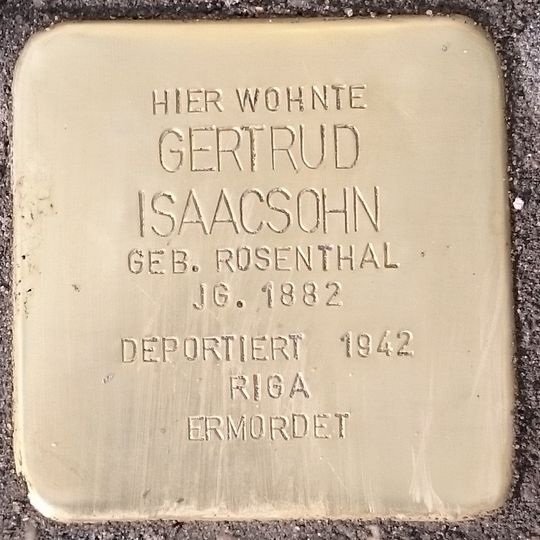 HIER WOHNTE
GERTRUD
ISAACSOHN
GEB. ROSENTHAL
JG. 1882
DEPORTIERT 1942
RIGA
ERMORDET